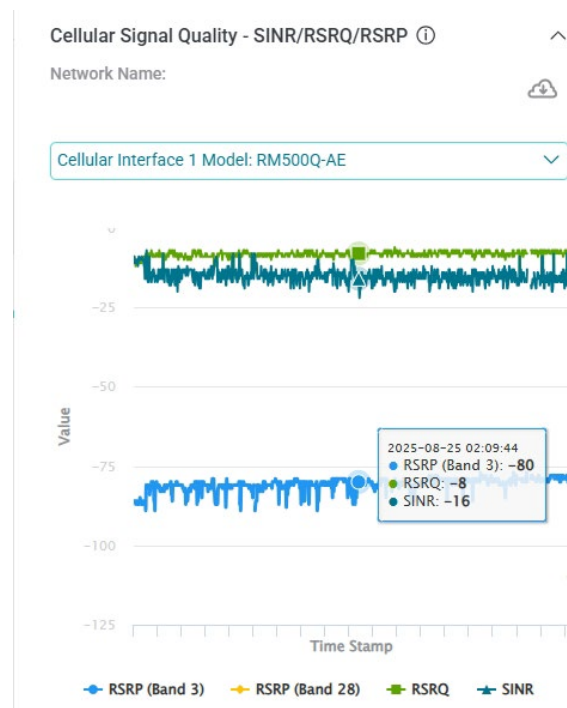 Cellular Signal Quality - SINR/RSRQ/RSRP ⓘ
Network Name:
Cellular Interface 1 Model: RM500Q-AE
0
-25
-50
-75
-100
-125
Value
2025-08-25 02:09:44
● RSRP (Band 3): -80
● RSRQ: -8
● SINR: -16
Time Stamp
RSRP (Band 3) RSRP (Band 28) RSRQ SINR